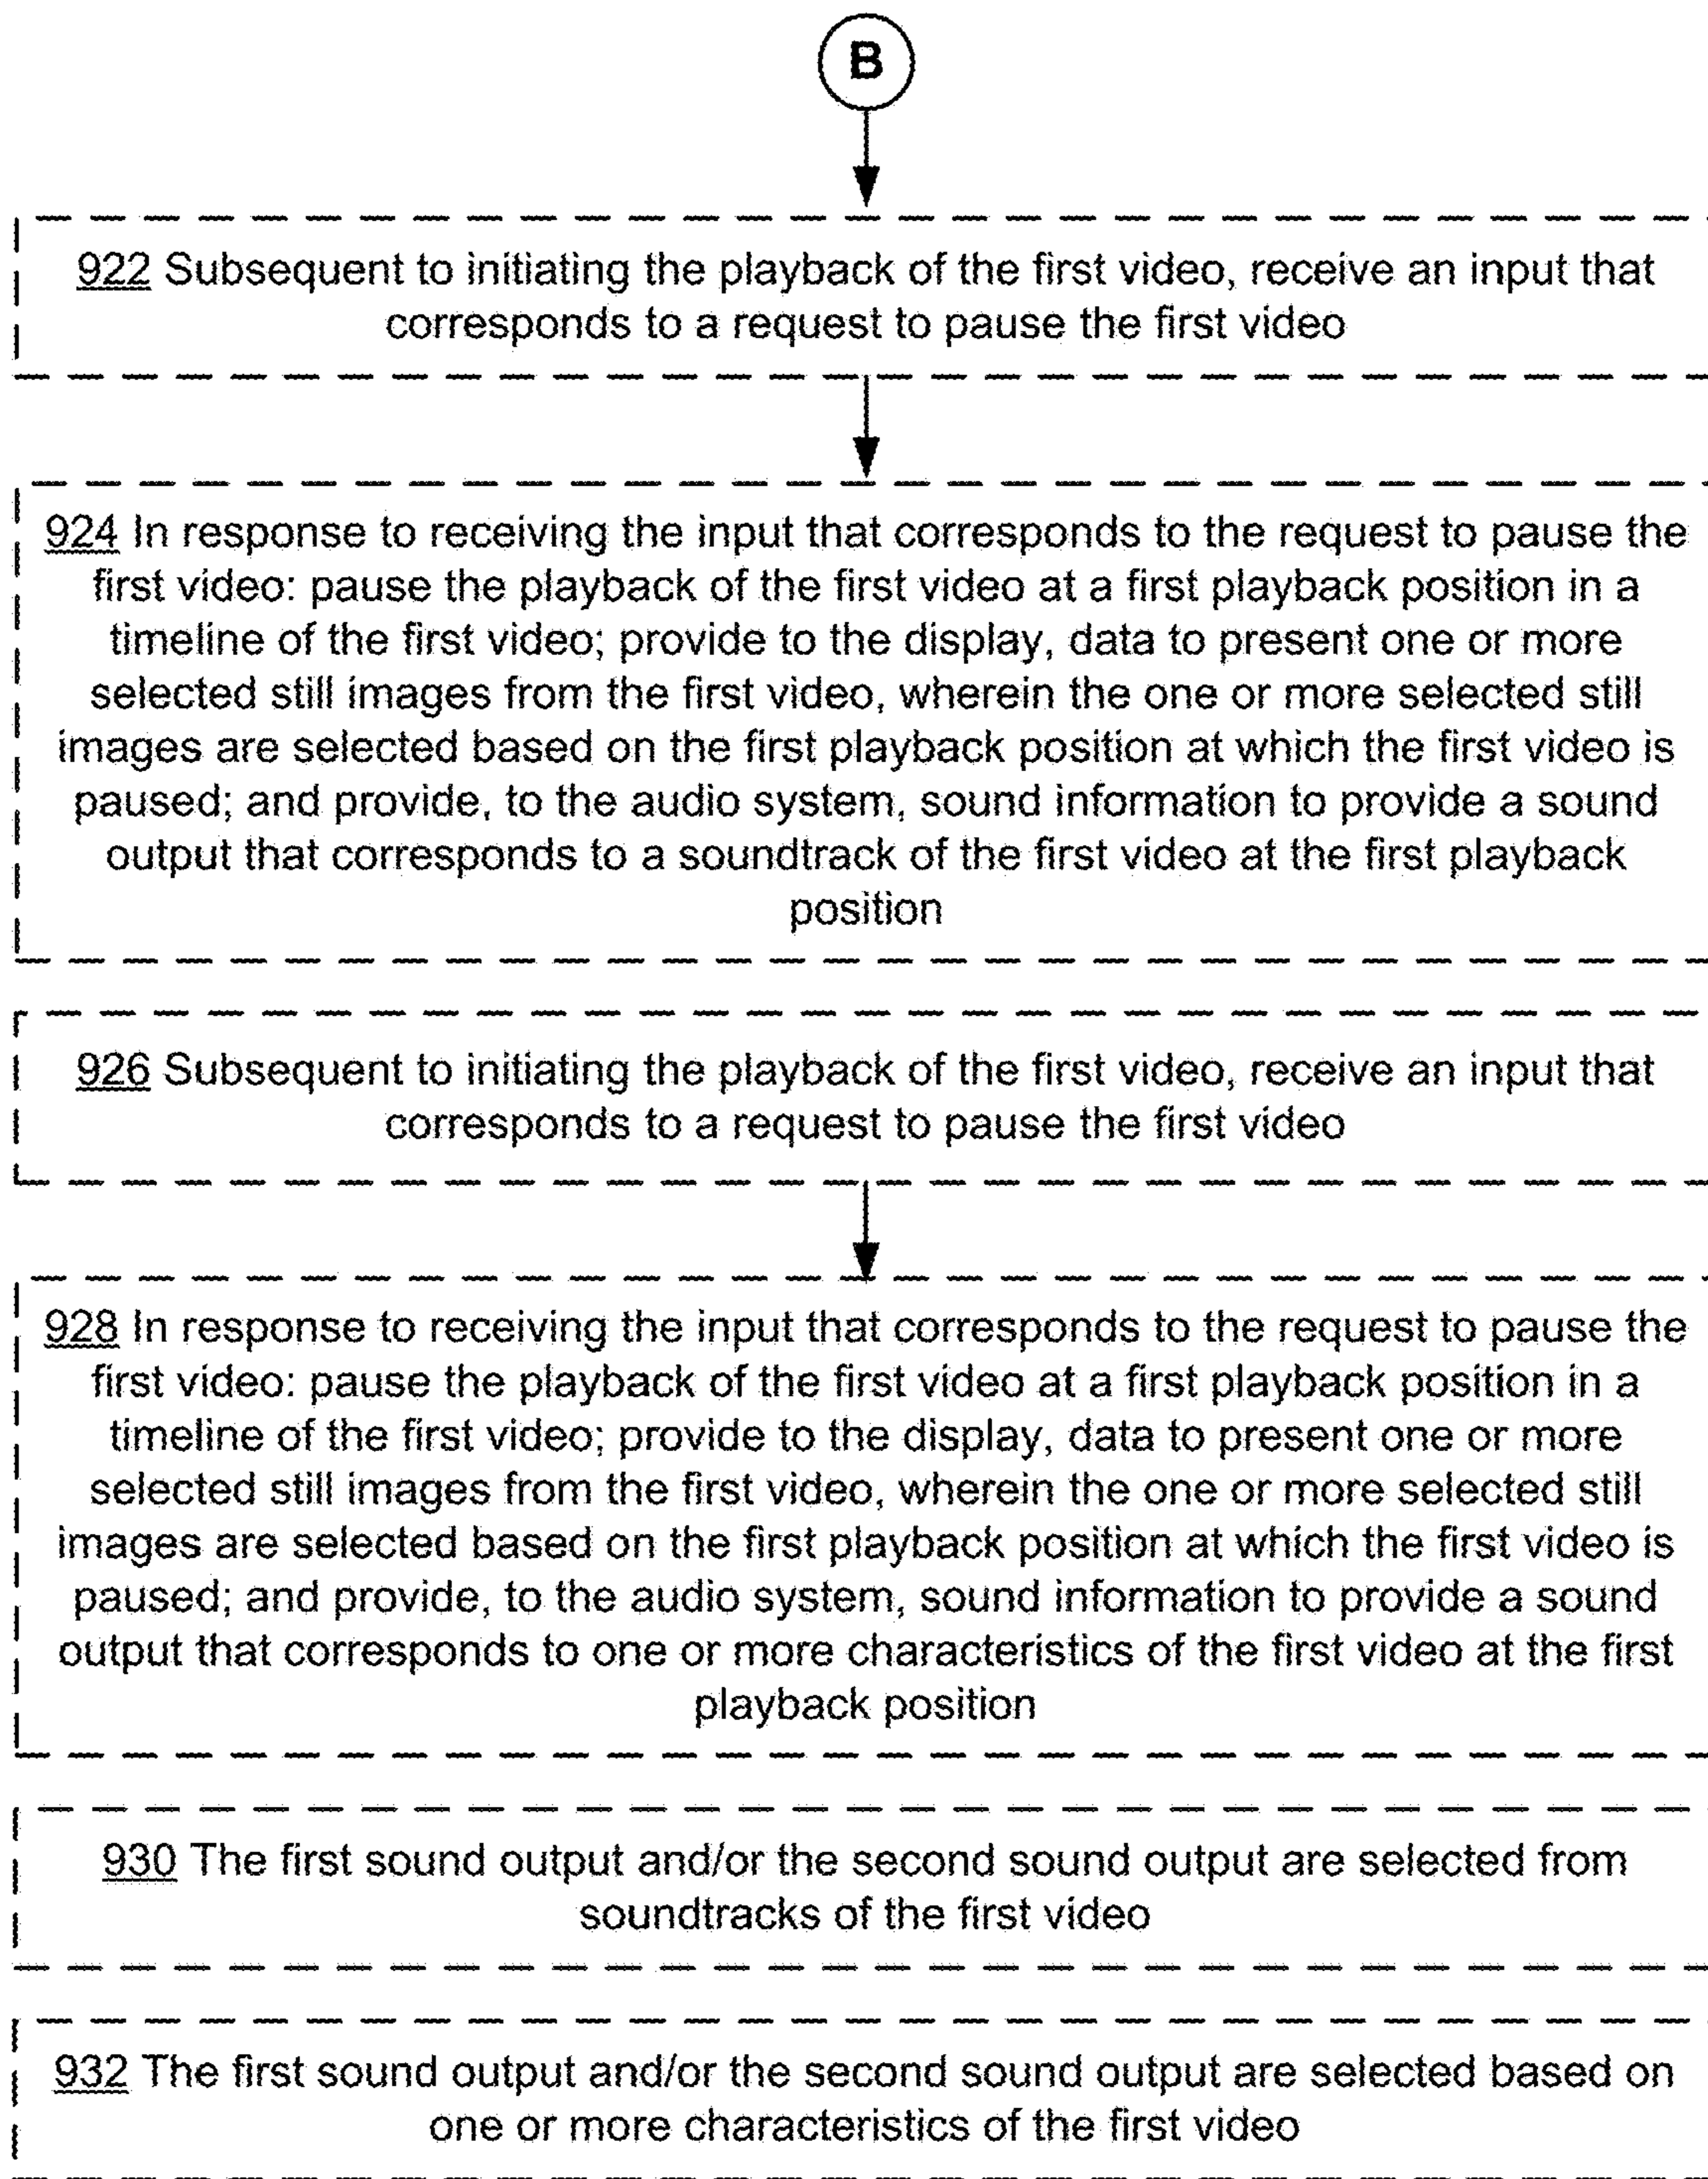 B
922 Subsequent to initiating the playback of the first video, receive an input that
corresponds to a request to pause the first video
924 In response to receiving the input that corresponds to the request to pause the
first video: pause the playback of the first video at a first playback position in a
timeline of the first video; provide to the display, data to present one or more
selected still images from the first video, wherein the one or more selected still
images are selected based on the first playback position at which the first video is
paused; and provide, to the audio system, sound information to provide a sound
output that corresponds to a soundtrack of the first video at the first playback
position
926 Subsequent to initiating the playback of the first video, receive an input that
corresponds to a request to pause the first video
928 In response to receiving the input that corresponds to the request to pause the
first video: pause the playback of the first video at a first playback position in a
timeline of the first video; provide to the display, data to present one or more
selected still images from the first video, wherein the one or more selected still
images are selected based on the first playback position at which the first video is
paused; and provide, to the audio system, sound information to provide a sound
output that corresponds to one or more characteristics of the first video at the first
playback position
930 The first sound output and/or the second sound output are selected from
soundtracks of the first video
932 The first sound output and/or the second sound output are selected based on
one or more characteristics of the first video